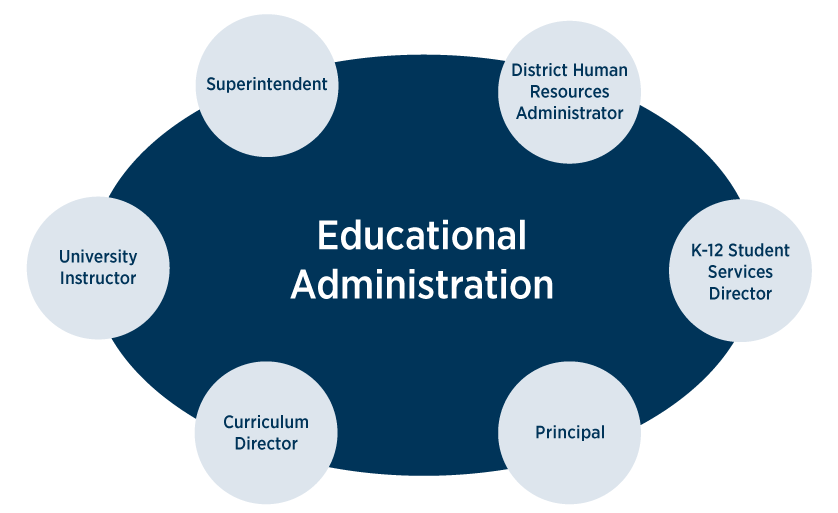 Superintendent
District Human
Resources
Administrator
Educational
Administration
University
Instructor
K-12 Student
Services
Director
Curriculum
Director
Principal